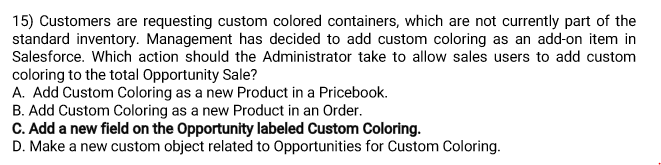 15) Customers are requesting custom colored containers, which are not currently part of the
standard inventory. Management has decided to add custom coloring as an add-on item in
Salesforce. Which action should the Administrator take to allow sales users to add custom
coloring to the total Opportunity Sale?
A. Add Custom Coloring as a new Product in a Pricebook.
B. Add Custom Coloring as a new Product in an Order.
C. Add a new field on the Opportunity labeled Custom Coloring.
D. Make a new custom object related to Opportunities for Custom Coloring.